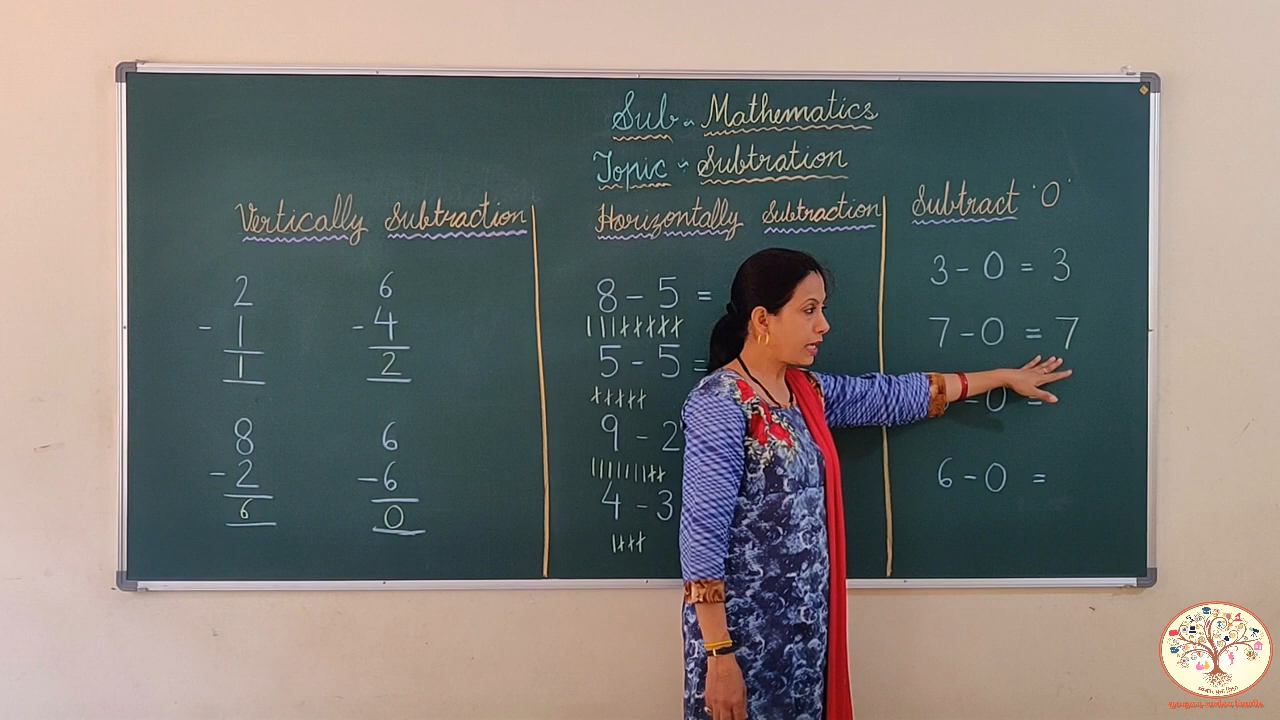 Sub - Mathematics
Topic - Subtration
Vertically Subtraction
2
- 1
1
6
- 4
2
8
- 2
6
6
- 6
0
Horizontally Subtraction
8 - 5 =
5 - 5 =
9 - 2
4 - 3
Subtract '0'
3 - 0 = 3
7 - 0 = 7
- 0 =
6 - 0 =